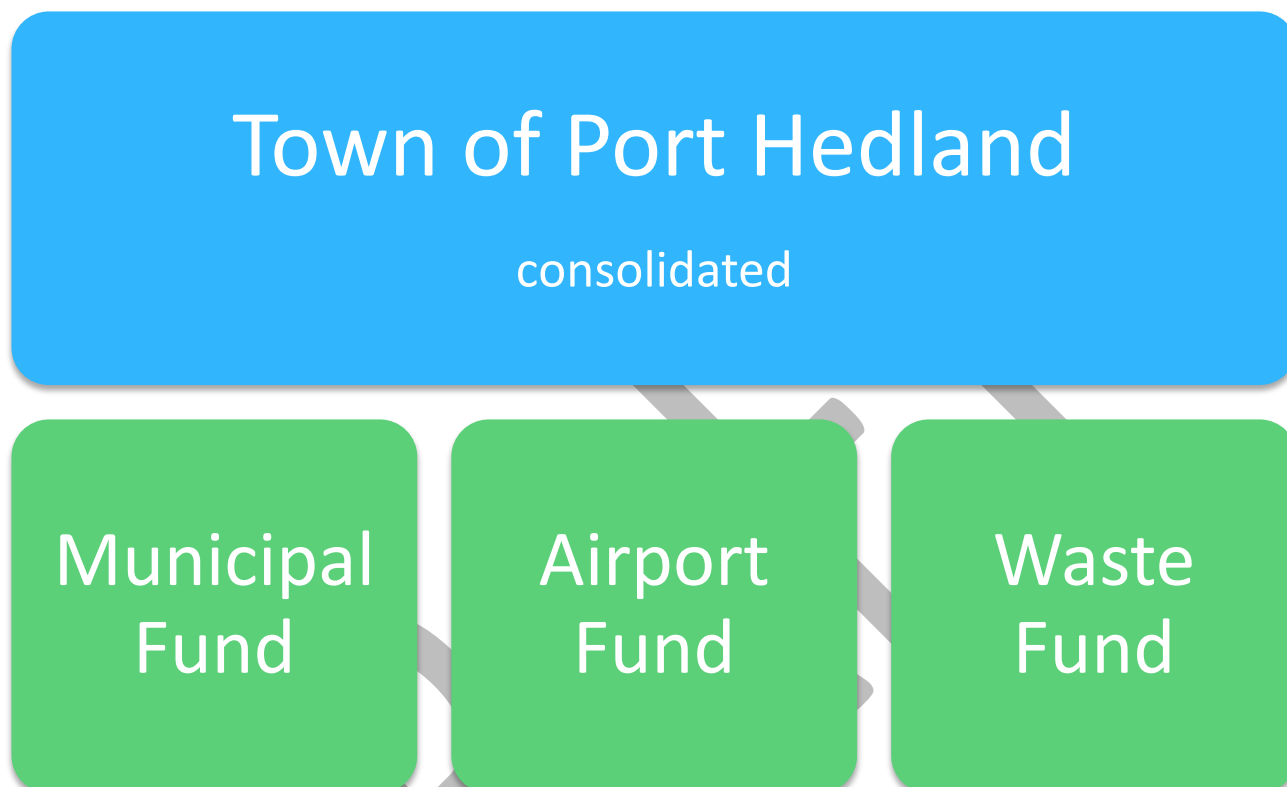 Town of Port Hedland
consolidated
Municipal
Fund
Airport
Fund
Waste
Fund